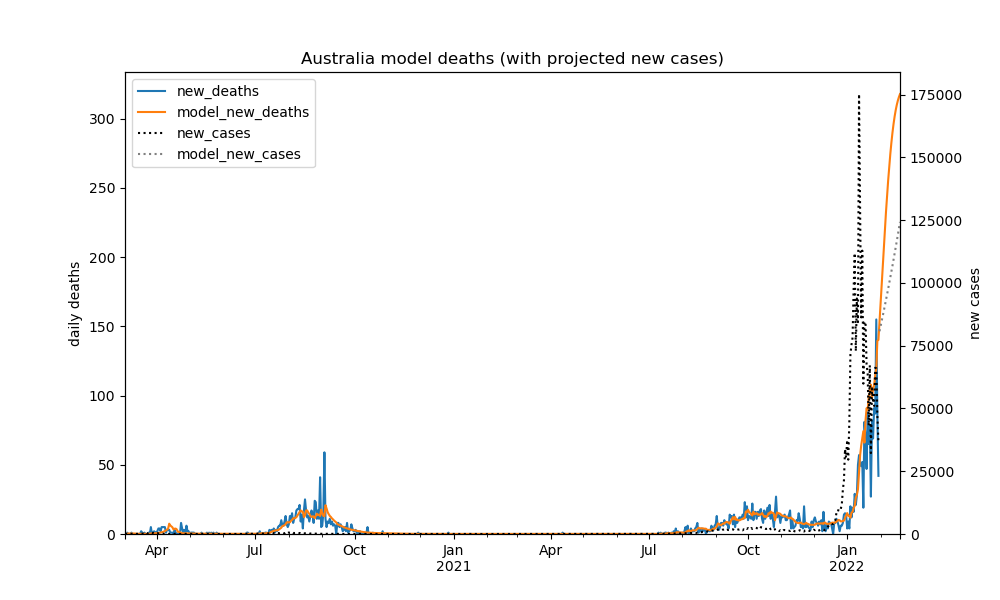 Australia model deaths (with projected new cases)
new_deaths
model_new_deaths
new_cases
model_new_cases
daily deaths
300
250
200
150
100
50
0
new cases
175000
150000
125000
100000
75000
50000
25000
0
Apr Jul Oct Jan Apr Jul Oct Jan
2021 2022